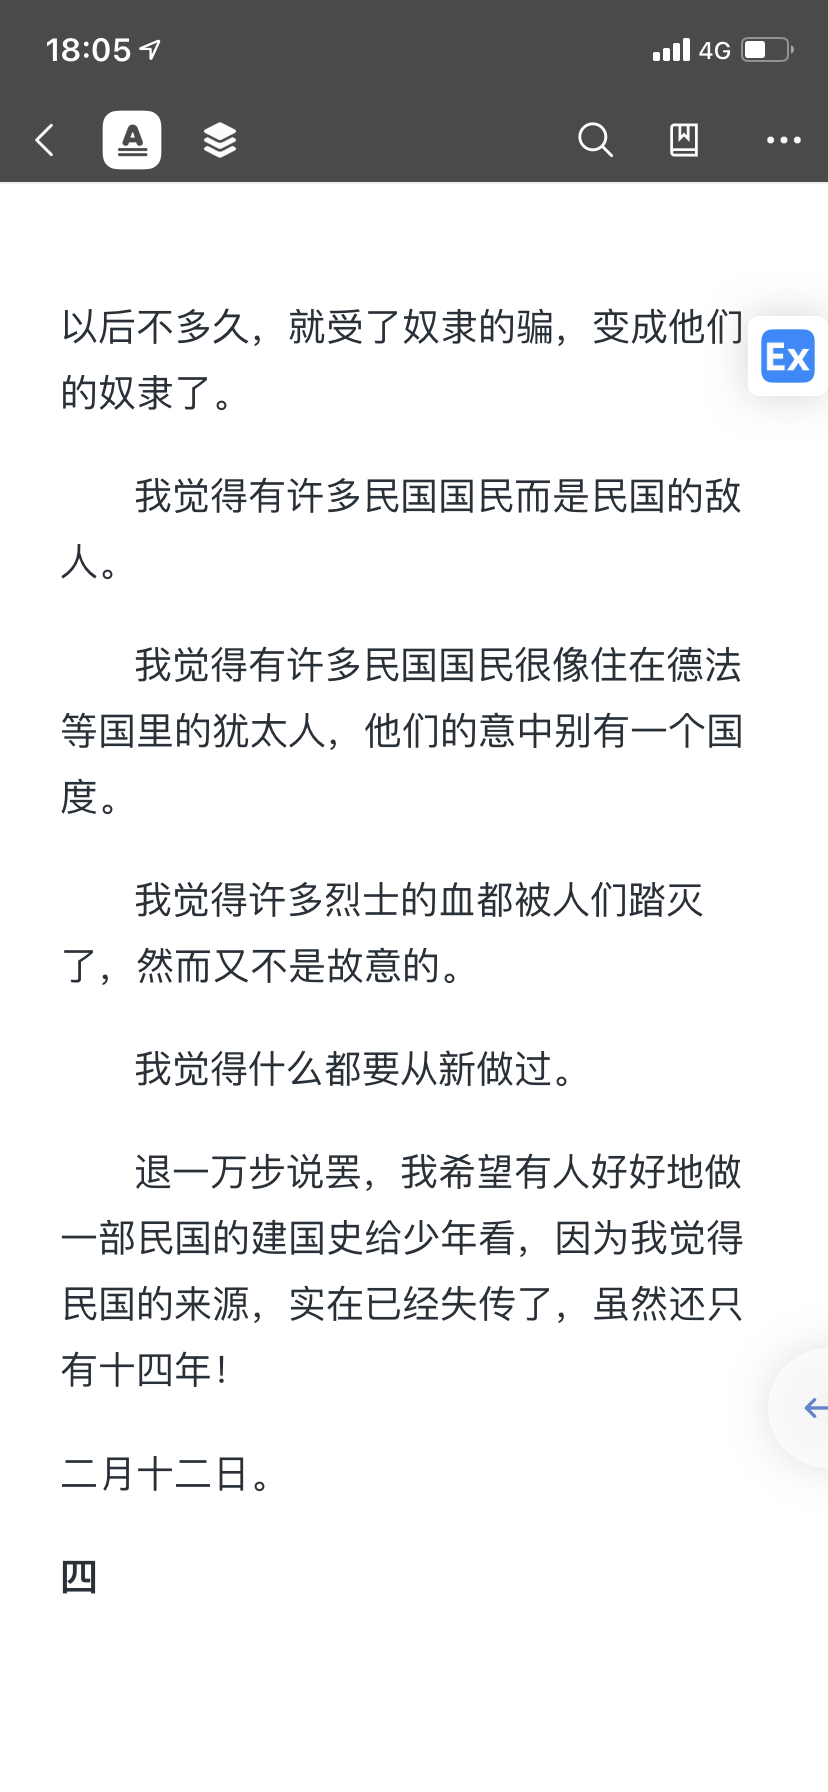 18:05
4G
A
以后不多久，就受了奴隶的骗，变成他们
Ex
的奴隶了。
我觉得有许多民国国民而是民国的敌
人。
我觉得有许多民国国民很像住在德法
等国里的犹太人，他们的意中别有一个国
度。
我觉得许多烈士的血都被人们踏灭
了，然而又不是故意的。
我觉得什么都要从新做过。
退一万步说罢，我希望有人好好地做
一部民国的建国史给少年看，因为我觉得
民国的来源，实在已经失传了，虽然还只
有十四年！
二月十二日。
四